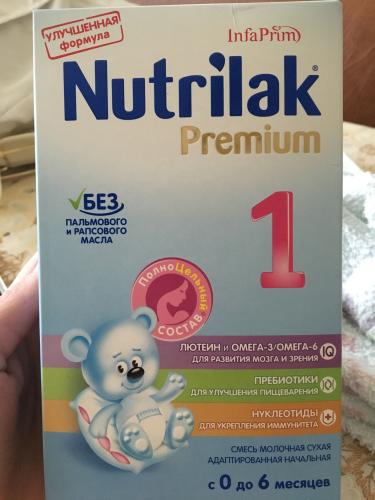 УЛУЧШЕННАЯ
формула
InfaPrim
Nutrilak
Premium
БЕЗ
ПАЛЬМОВОГО
и РАПСОВОГО
МАСЛА
1
ПОЛНОЦЕЛЬНЫЙ
СОСТАВ
ЛЮТЕИН и ОМЕГА-3/ОМЕГА-6
ДЛЯ РАЗВИТИЯ МОЗГА И ЗРЕНИЯ
IQ
ПРЕБИОТИКИ
ДЛЯ УЛУЧШЕНИЯ ПИЩЕВАРЕНИЯ
НУКЛЕОТИДЫ
ДЛЯ УКРЕПЛЕНИЯ ИММУНИТЕТА
СМЕСЬ МОЛОЧНАЯ СУХАЯ
АДАПТИРОВАННАЯ НАЧАЛЬНАЯ
с 0 до 6 месяцев